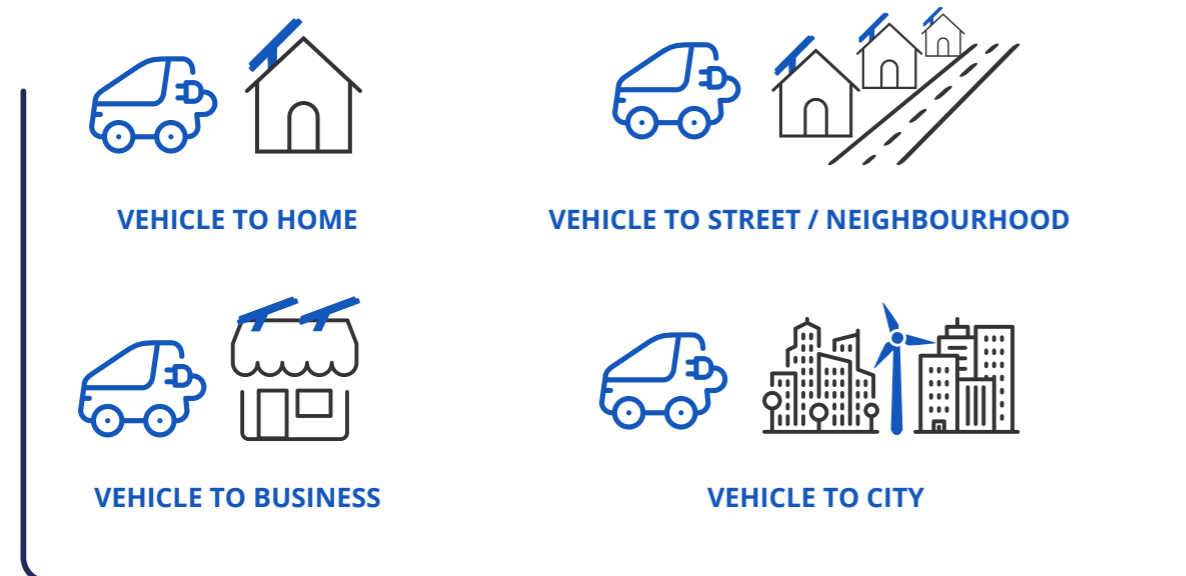 VEHICLE TO HOME
VEHICLE TO STREET / NEIGHBOURHOOD
VEHICLE TO BUSINESS
VEHICLE TO CITY